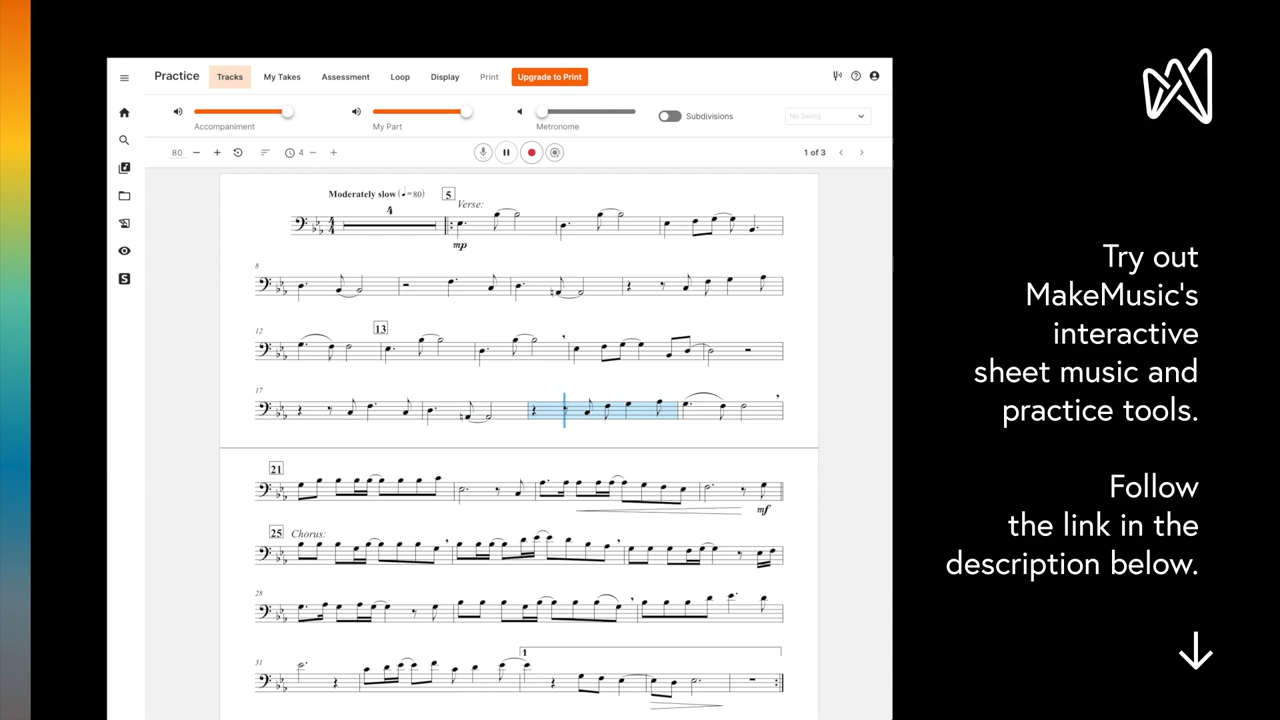 Practice Tracks My Takes Assessment Loop Display Print Upgrade to Print
Accompaniment My Part Metronome Subdivisions No Swing
80 4 1 of 3
Moderately slow (♩=80) 5
4 Verse:
mp
8
12 13
17
21
mf
25 Chorus:
28
31 1
S
Try out
MakeMusic's
interactive
sheet music and
practice tools.
Follow
the link in the
description below.